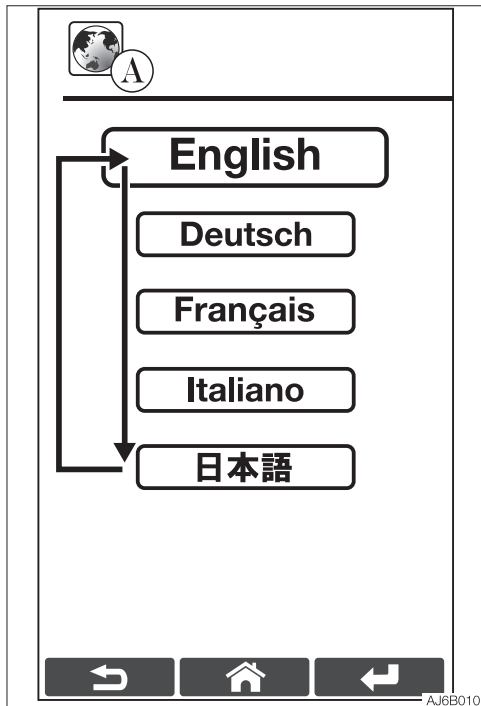 A
English
Deutsch
Français
Italiano
日本語
AJ6B010